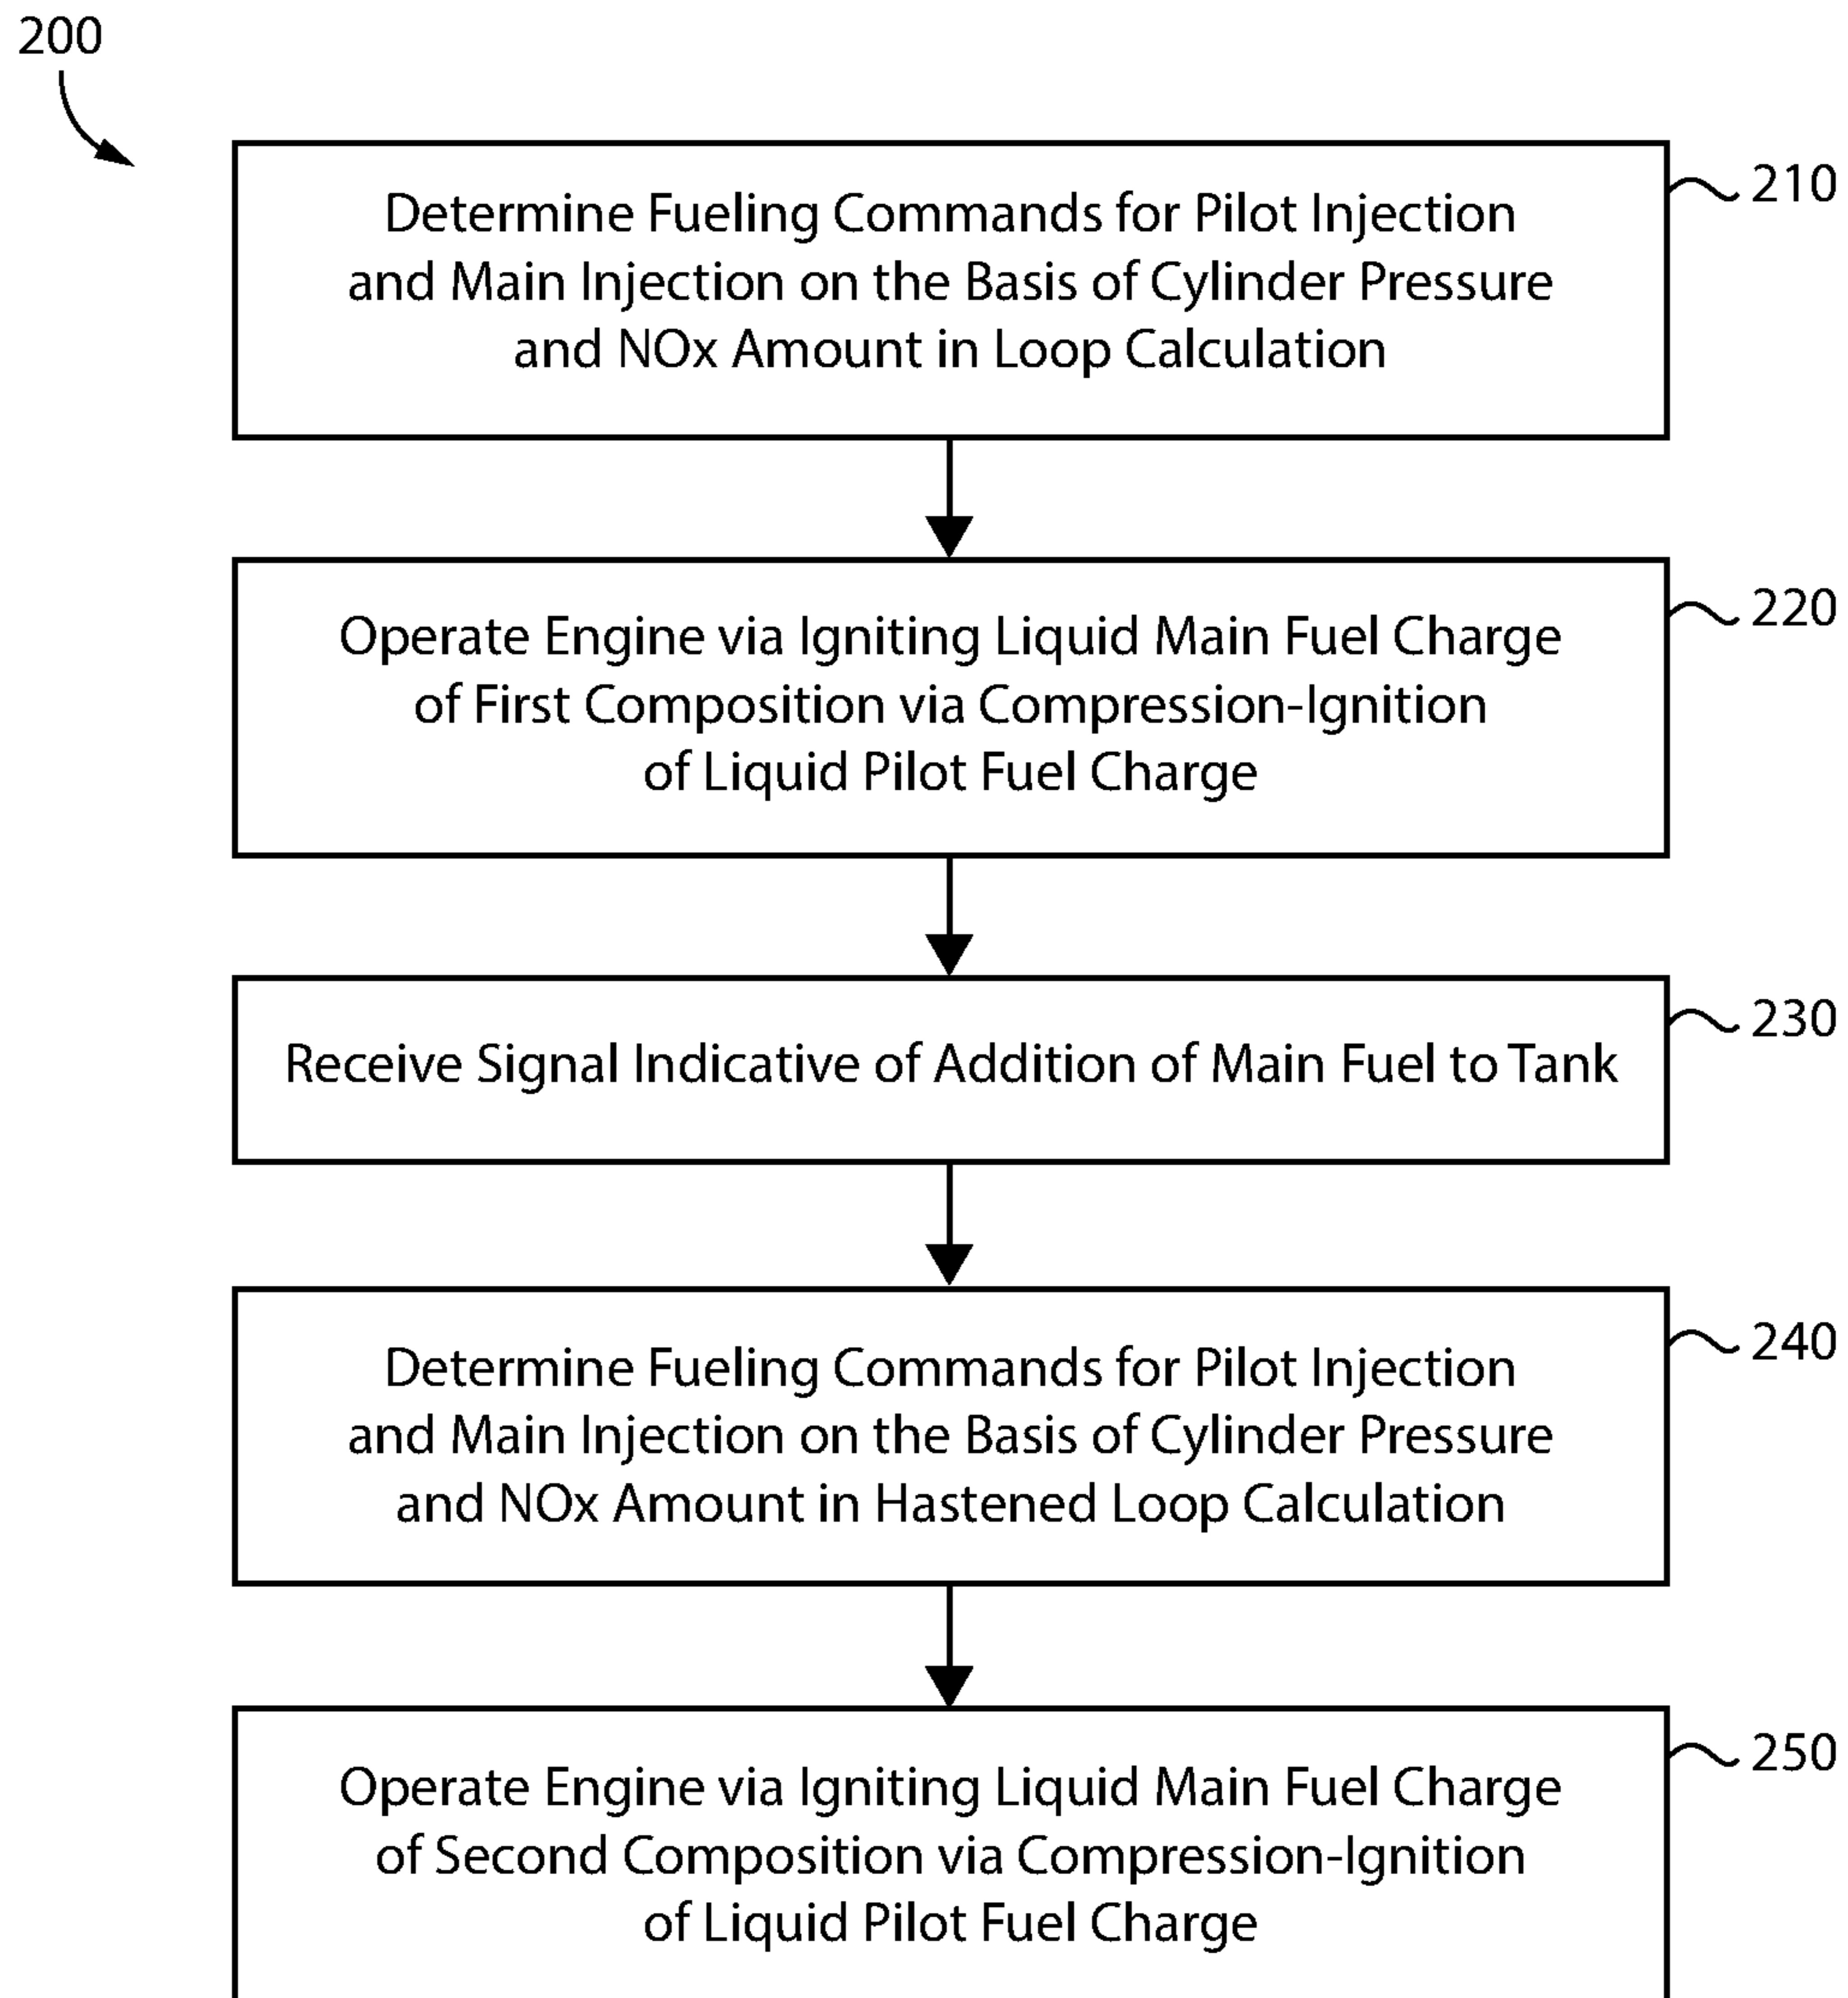 200
Determine Fueling Commands for Pilot Injection
and Main Injection on the Basis of Cylinder Pressure
and NOx Amount in Loop Calculation
210
Operate Engine via Igniting Liquid Main Fuel Charge
of First Composition via Compression-Ignition
of Liquid Pilot Fuel Charge
220
Receive Signal Indicative of Addition of Main Fuel to Tank
230
Determine Fueling Commands for Pilot Injection
and Main Injection on the Basis of Cylinder Pressure
and NOx Amount in Hastened Loop Calculation
240
Operate Engine via Igniting Liquid Main Fuel Charge
of Second Composition via Compression-Ignition
of Liquid Pilot Fuel Charge
250